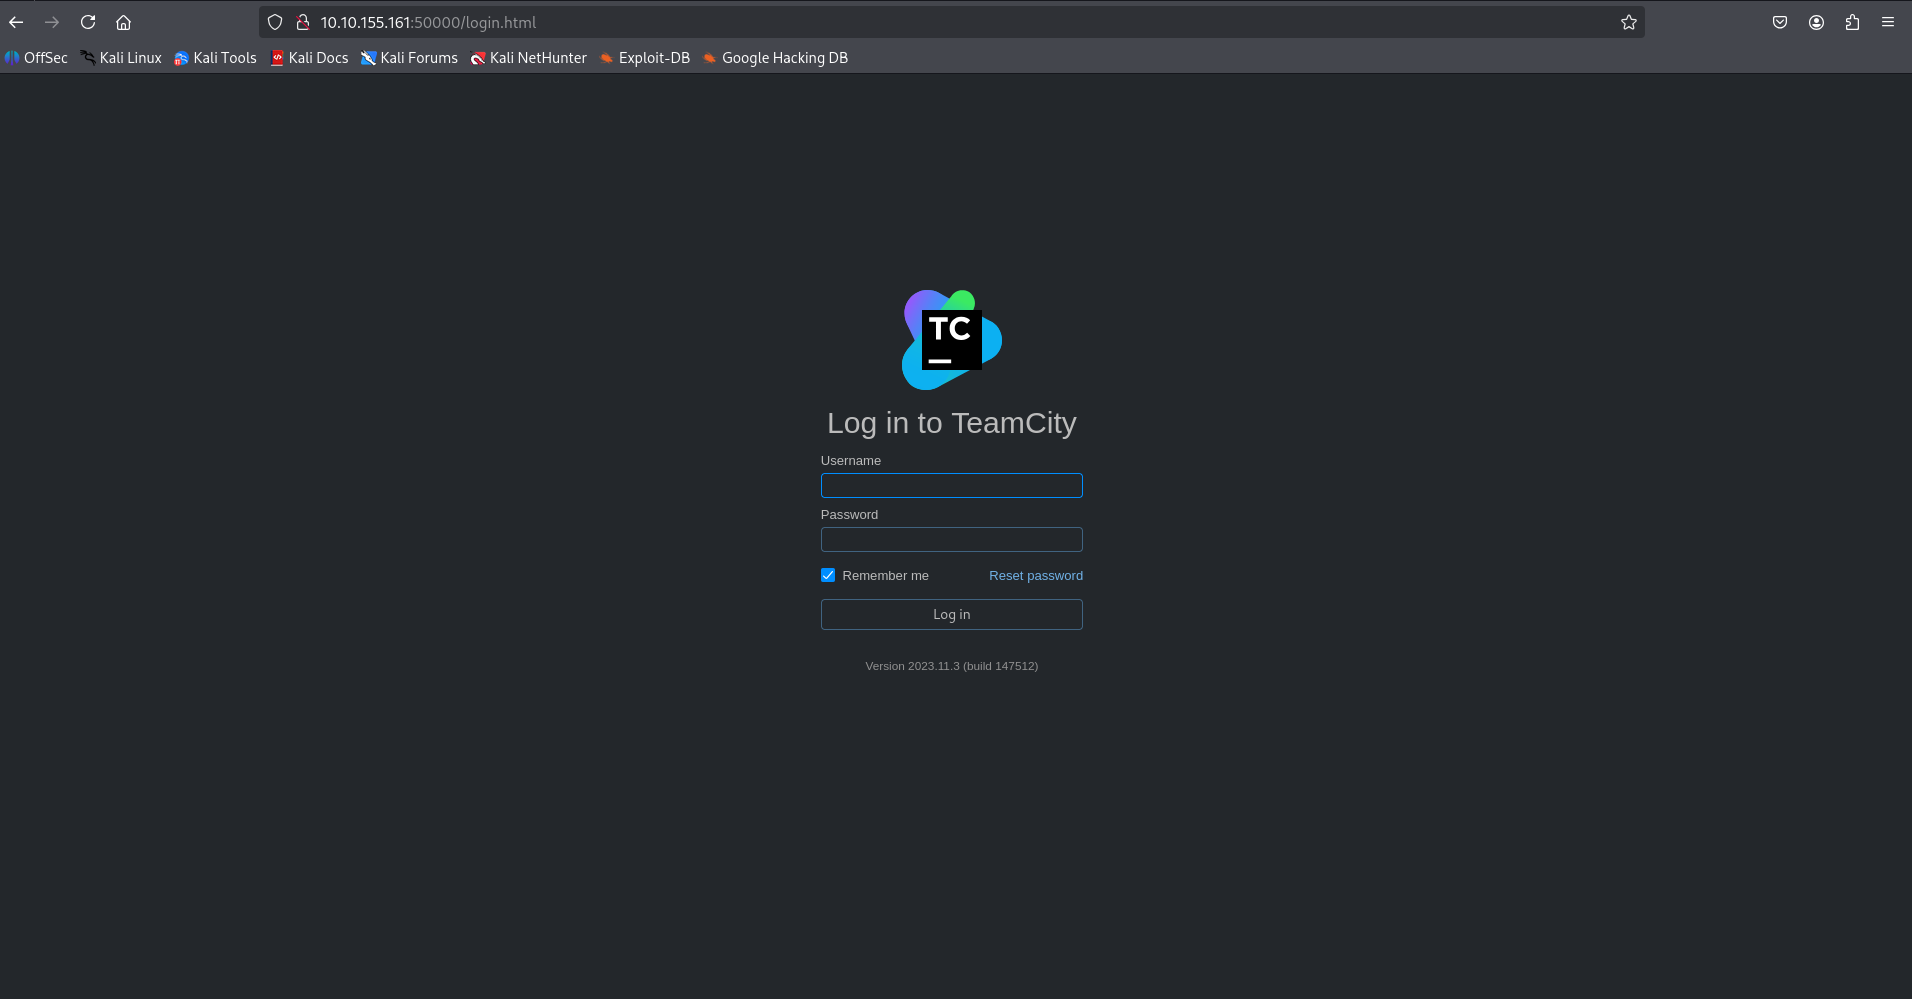 10.10.155.161:50000/login.html
OffSec Kali Linux Kali Tools Kali Docs Kali Forums Kali NetHunter Exploit-DB Google Hacking DB
TC
Log in to TeamCity
Username
Password
Remember me Reset password
Log in
Version 2023.11.3 (build 147512)